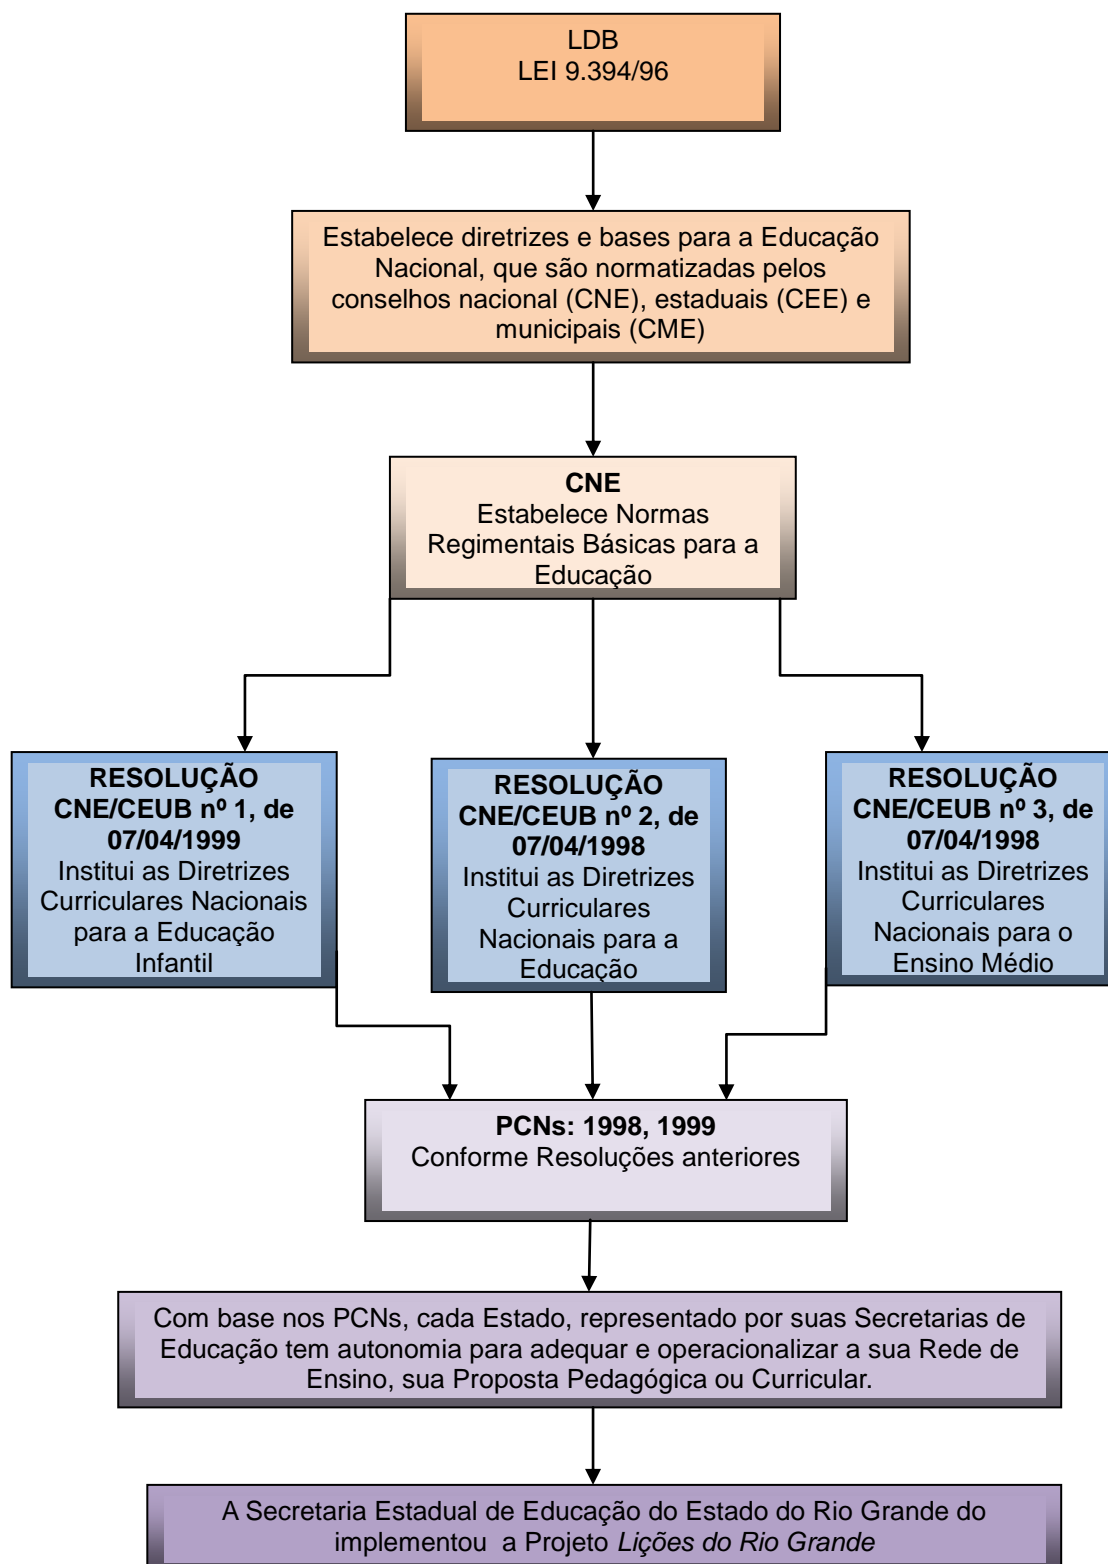 LDB
LEI 9.394/96
Estabelece diretrizes e bases para a Educação
Nacional, que são normatizadas pelos
conselhos nacional (CNE), estaduais (CEE) e
municipais (CME)
CNE
Estabelece Normas
Regimentais Básicas para a
Educação
RESOLUÇÃO
CNE/CEUB nº 1, de
07/04/1999
Institui as Diretrizes
Curriculares Nacionais
para a Educação
Infantil
RESOLUÇÃO
CNE/CEUB nº 2, de
07/04/1998
Institui as Diretrizes
Curriculares
Nacionais para a
Educação
RESOLUÇÃO
CNE/CEUB nº 3, de
07/04/1998
Institui as Diretrizes
Curriculares
Nacionais para o
Ensino Médio
PCNs: 1998, 1999
Conforme Resoluções anteriores
Com base nos PCNs, cada Estado, representado por suas Secretarias de
Educação tem autonomia para adequar e operacionalizar a sua Rede de
Ensino, sua Proposta Pedagógica ou Curricular.
A Secretaria Estadual de Educação do Estado do Rio Grande do
implementou a Projeto Lições do Rio Grande